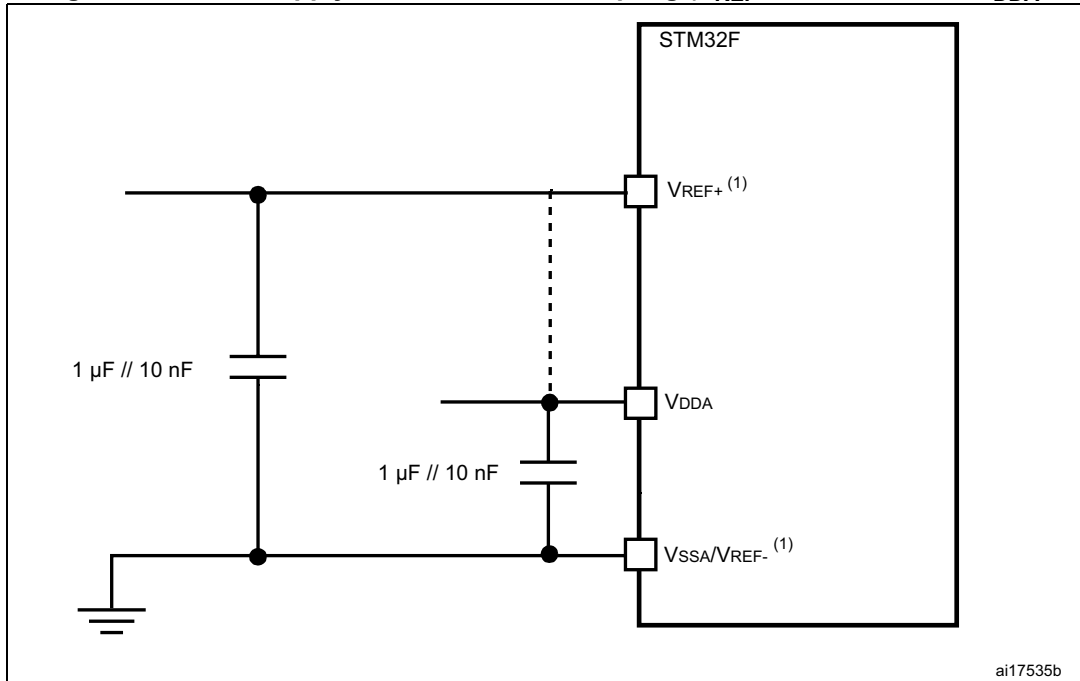 STM32F
VREF+ (1)
1 µF // 10 nF
VDDA
1 µF // 10 nF
VSSA/VREF- (1)
ai17535b